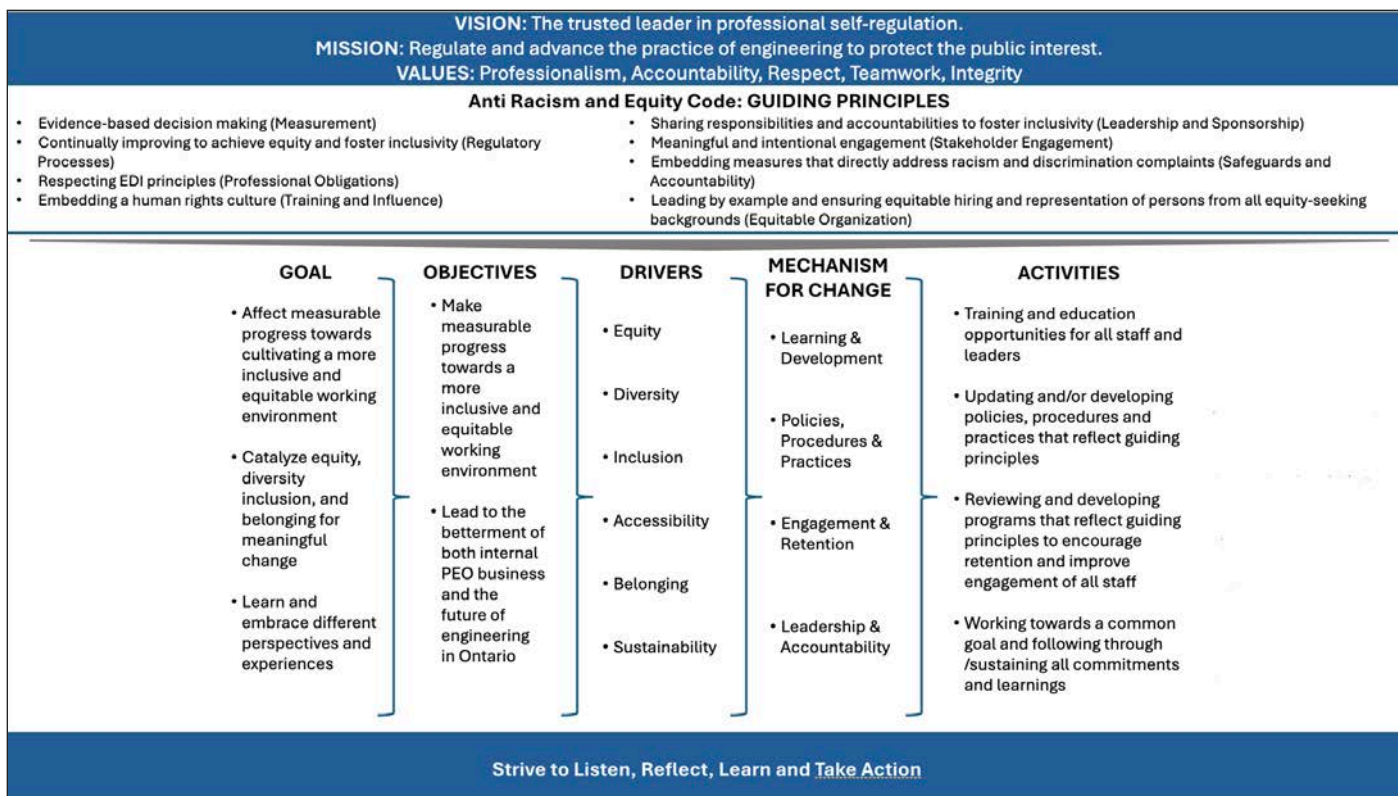 VISION: The trusted leader in professional self-regulation.
MISSION: Regulate and advance the practice of engineering to protect the public interest.
VALUES: Professionalism, Accountability, Respect, Teamwork, Integrity
Anti Racism and Equity Code: GUIDING PRINCIPLES
• Evidence-based decision making (Measurement)
• Continually improving to achieve equity and foster inclusivity (Regulatory
Processes)
• Respecting EDI principles (Professional Obligations)
• Embedding a human rights culture (Training and Influence)
• Sharing responsibilities and accountabilities to foster inclusivity (Leadership and Sponsorship)
• Meaningful and intentional engagement (Stakeholder Engagement)
• Embedding measures that directly address racism and discrimination complaints (Safeguards and
Accountability)
• Leading by example and ensuring equitable hiring and representation of persons from all equity-seeking
backgrounds (Equitable Organization)
GOAL
• Affect measurable
progress towards
cultivating a more
inclusive and
equitable working
environment
• Catalyze equity,
diversity
inclusion, and
belonging for
meaningful
change
• Learn and
embrace different
perspectives and
experiences
OBJECTIVES
• Make
measurable
progress
towards a
more
inclusive and
equitable
working
environment
• Lead to the
betterment of
both internal
PEO business
and the
future of
engineering
in Ontario
DRIVERS
• Equity
• Diversity
• Inclusion
• Accessibility
• Belonging
• Sustainability
MECHANISM
FOR CHANGE
• Learning &
Development
• Policies,
Procedures &
Practices
• Engagement &
Retention
• Leadership &
Accountability
ACTIVITIES
• Training and education
opportunities for all staff and
leaders
• Updating and/or developing
policies, procedures and
practices that reflect guiding
principles
• Reviewing and developing
programs that reflect guiding
principles to encourage
retention and improve
engagement of all staff
• Working towards a common
goal and following through
/sustaining all commitments
and learnings
Strive to Listen, Reflect, Learn and Take Action